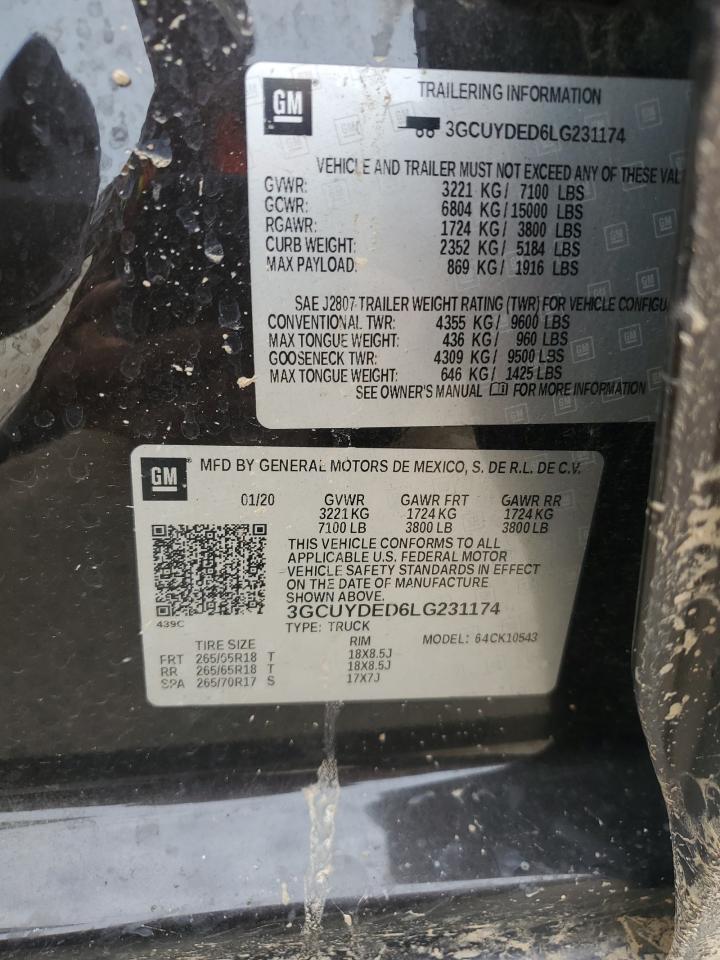 GM
TRAILERING INFORMATION
3GCUYDED6LG231174
VEHICLE AND TRAILER MUST NOT EXCEED ANY OF THESE VAL
GVWR: 3221 KG/ 7100 LBS
GCWR: 6804 KG/15000 LBS
RGAWR: 1724 KG/ 3800 LBS
CURB WEIGHT: 2352 KG/ 5184 LBS
MAX PAYLOAD: 869 KG/ 1916 LBS
SAE J2807 TRAILER WEIGHT RATING (TWR) FOR VEHICLE CONFIGU
CONVENTIONAL TWR: 4355 KG/ 9600 LBS
MAX TONGUE WEIGHT: 436 KG/ 960 LBS
GOOSENECK TWR: 4309 KG/ 9500 LBS
MAX TONGUE WEIGHT: 646 KG/ 1425 LBS
SEE OWNER'S MANUAL FOR MORE INFORMATION
GM
MFD BY GENERAL MOTORS DE MEXICO, S. DE R.L. DE C.V.
01/20 GVWR GAWR FRT GAWR RR
3221 KG 1724 KG 1724 KG
7100 LB 3800 LB 3800 LB
THIS VEHICLE CONFORMS TO ALL
APPLICABLE U.S. FEDERAL MOTOR
VEHICLE SAFETY STANDARDS IN EFFECT
ON THE DATE OF MANUFACTURE
SHOWN ABOVE.
3GCUYDED6LG231174
439C
TYPE: TRUCK
MODEL: 64CK10543
TIRE SIZE RIM
FRT 265/65R18 T 18X8.5J
RR 265/65R18 T 18X8.5J
SPA 265/70R17 S 17X7J